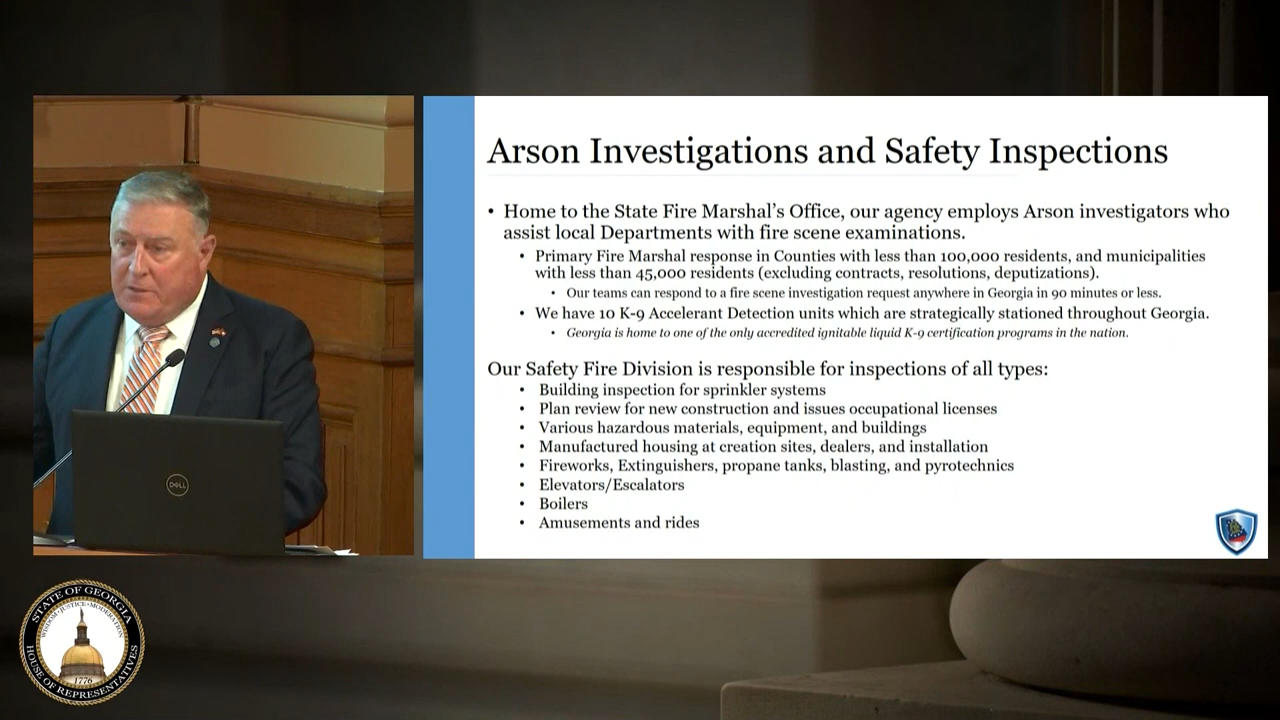 Arson Investigations and Safety Inspections
• Home to the State Fire Marshal's Office, our agency employs Arson investigators who
assist local Departments with fire scene examinations.
• Primary Fire Marshal response in Counties with less than 100,000 residents, and municipalities
with less than 45,000 residents (excluding contracts, resolutions, deputizations).
• Our teams can respond to a fire scene investigation request anywhere in Georgia in 90 minutes or less.
• We have 10 K-9 Accelerant Detection units which are strategically stationed throughout Georgia.
• Georgia is home to one of the only accredited ignitable liquid K-9 certification programs in the nation.
Our Safety Fire Division is responsible for inspections of all types:
• Building inspection for sprinkler systems
• Plan review for new construction and issues occupational licenses
• Various hazardous materials, equipment, and buildings
• Manufactured housing at creation sites, dealers, and installation
• Fireworks, Extinguishers, propane tanks, blasting, and pyrotechnics
• Elevators/Escalators
• Boilers
• Amusements and rides
DELL
STATE OF GEORGIA
WISDOM • JUSTICE • MODERATION
1776
HOUSE OF REPRESENTATIVES